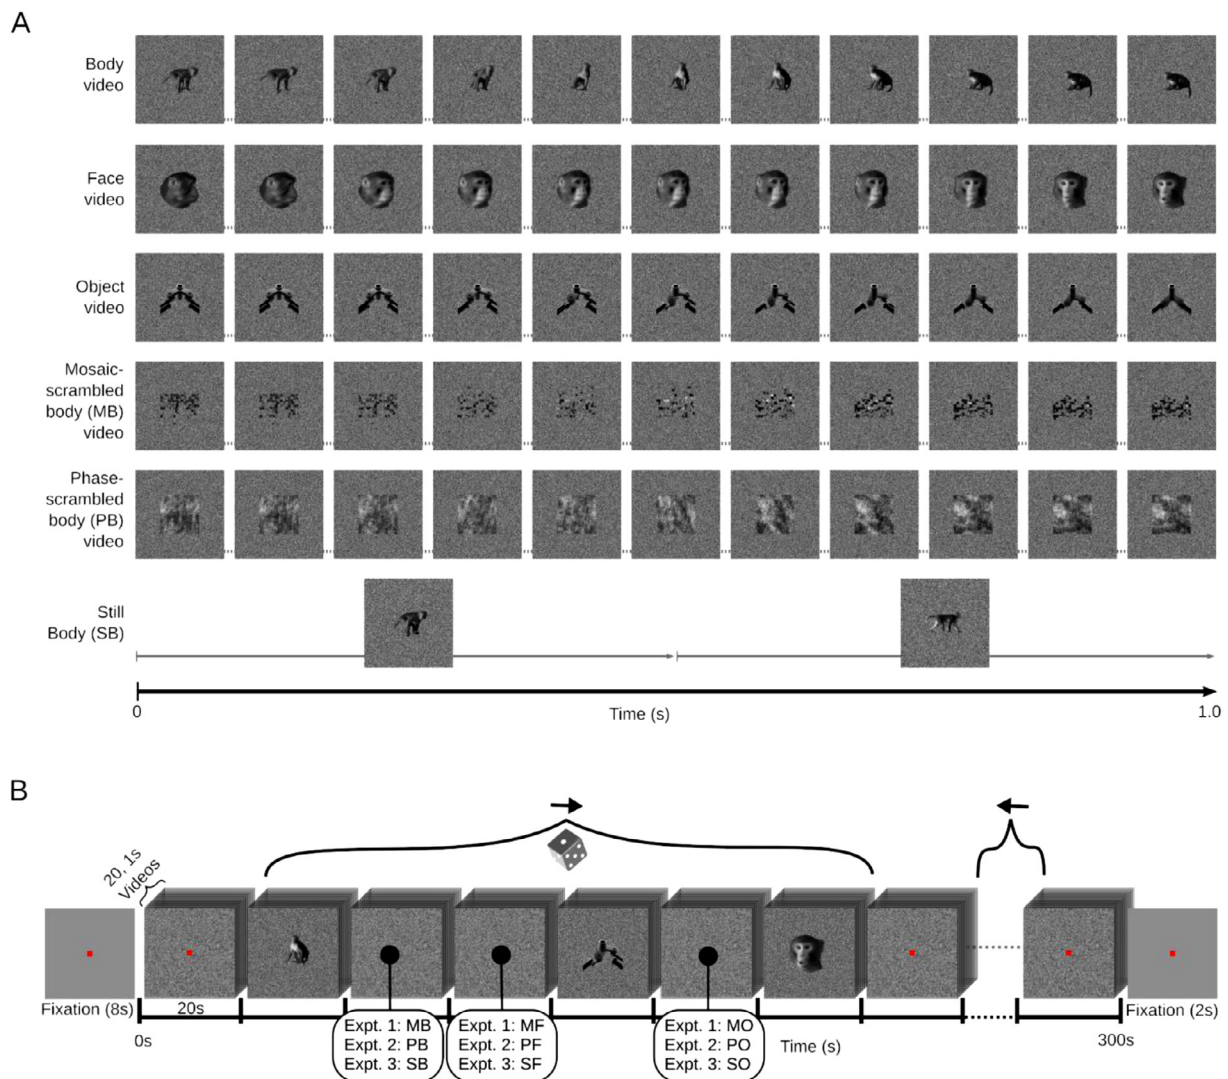 A
Body
video
Face
video
Object
video
Mosaic-
scrambled
body (MB)
video
Phase-
scrambled
body (PB)
video
Still
Body (SB)
0
Time (s)
1.0
B
20, 1s
Videos
Fixation (8s)
20s
Fixation (2s)
0s
Expt. 1: MB
Expt. 2: PB
Expt. 3: SB
Expt. 1: MF
Expt. 2: PF
Expt. 3: SF
Expt. 1: MO
Expt. 2: PO
Expt. 3: SO
Time (s)
300s